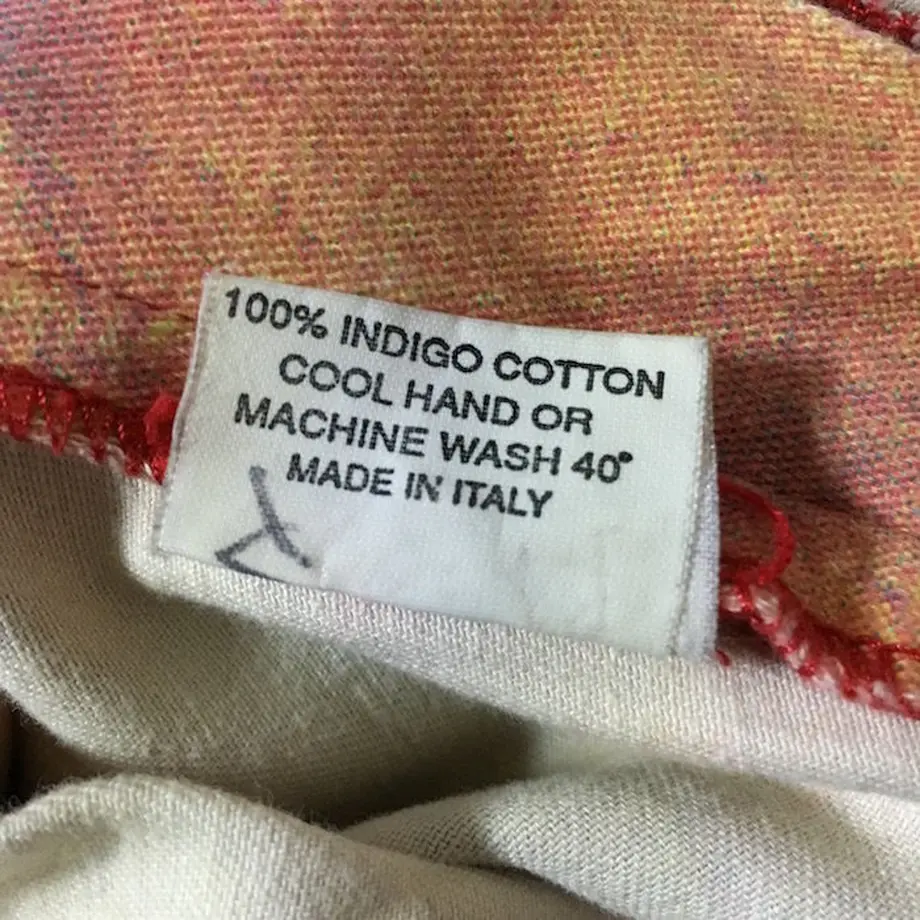 100% INDIGO COTTON
COOL HAND OR
MACHINE WASH 40°
MADE IN ITALY